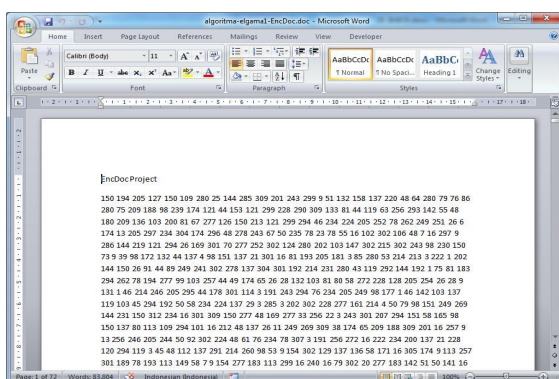 algoritma-elgama1-EncDoc.doc - Microsoft Word
Home Insert Page Layout References Mailings Review View Developer
Calibri (Body) 11
AaBbCcDc AaBbCcDc AaBbC
Paste
¶ Normal ¶ No Spaci... Heading 1 Change Styles Editing
Clipboard Font Paragraph Styles
EncDoc Project
150 194 205 127 150 109 280 25 144 285 309 201 243 299 9 51 132 158 137 220 48 64 280 79 76 86
280 75 209 188 98 239 174 121 44 153 121 299 228 290 309 133 81 44 119 63 256 293 142 55 48
180 209 136 103 200 81 67 277 126 150 213 121 299 294 46 234 224 205 252 78 262 249 251 26 6
174 13 205 297 234 304 174 296 48 278 243 67 50 235 78 23 78 55 16 102 302 106 48 7 16 297 9
286 144 219 121 294 26 169 301 70 277 252 302 124 280 202 103 147 302 215 302 243 98 230 150
73 9 39 98 172 132 44 137 4 98 151 137 21 301 16 81 193 205 181 3 85 280 53 214 213 3 222 1 202
144 150 26 91 44 89 249 241 302 278 137 304 301 192 214 231 280 43 119 292 144 192 1 75 81 183
294 262 78 194 277 99 103 257 44 49 174 65 26 28 132 103 81 80 58 272 228 128 205 254 26 28 9
131 1 46 214 246 205 295 44 178 301 114 3 191 243 294 76 234 205 249 98 177 1 46 142 103 137
119 103 45 294 192 50 58 234 224 137 29 3 285 3 202 302 228 277 161 214 4 50 79 98 151 249 269
144 231 150 312 234 16 301 309 150 277 48 169 277 33 256 22 3 243 301 207 294 151 58 165 98
150 137 80 113 109 294 101 16 212 48 137 26 11 249 269 309 38 174 65 209 188 309 201 16 257 9
13 256 246 205 244 50 92 302 224 48 61 76 234 78 307 3 191 256 272 16 222 234 200 137 21 228
120 294 119 3 45 48 112 137 291 214 260 98 53 9 154 302 129 137 136 58 171 16 305 174 9 113 257
301 189 78 193 113 149 58 7 9 154 277 183 113 299 16 240 16 79 302 20 277 183 142 51 50 141 16
Page: 1 of 72 Words: 83.804 Indonesian (Indonesia) 100%